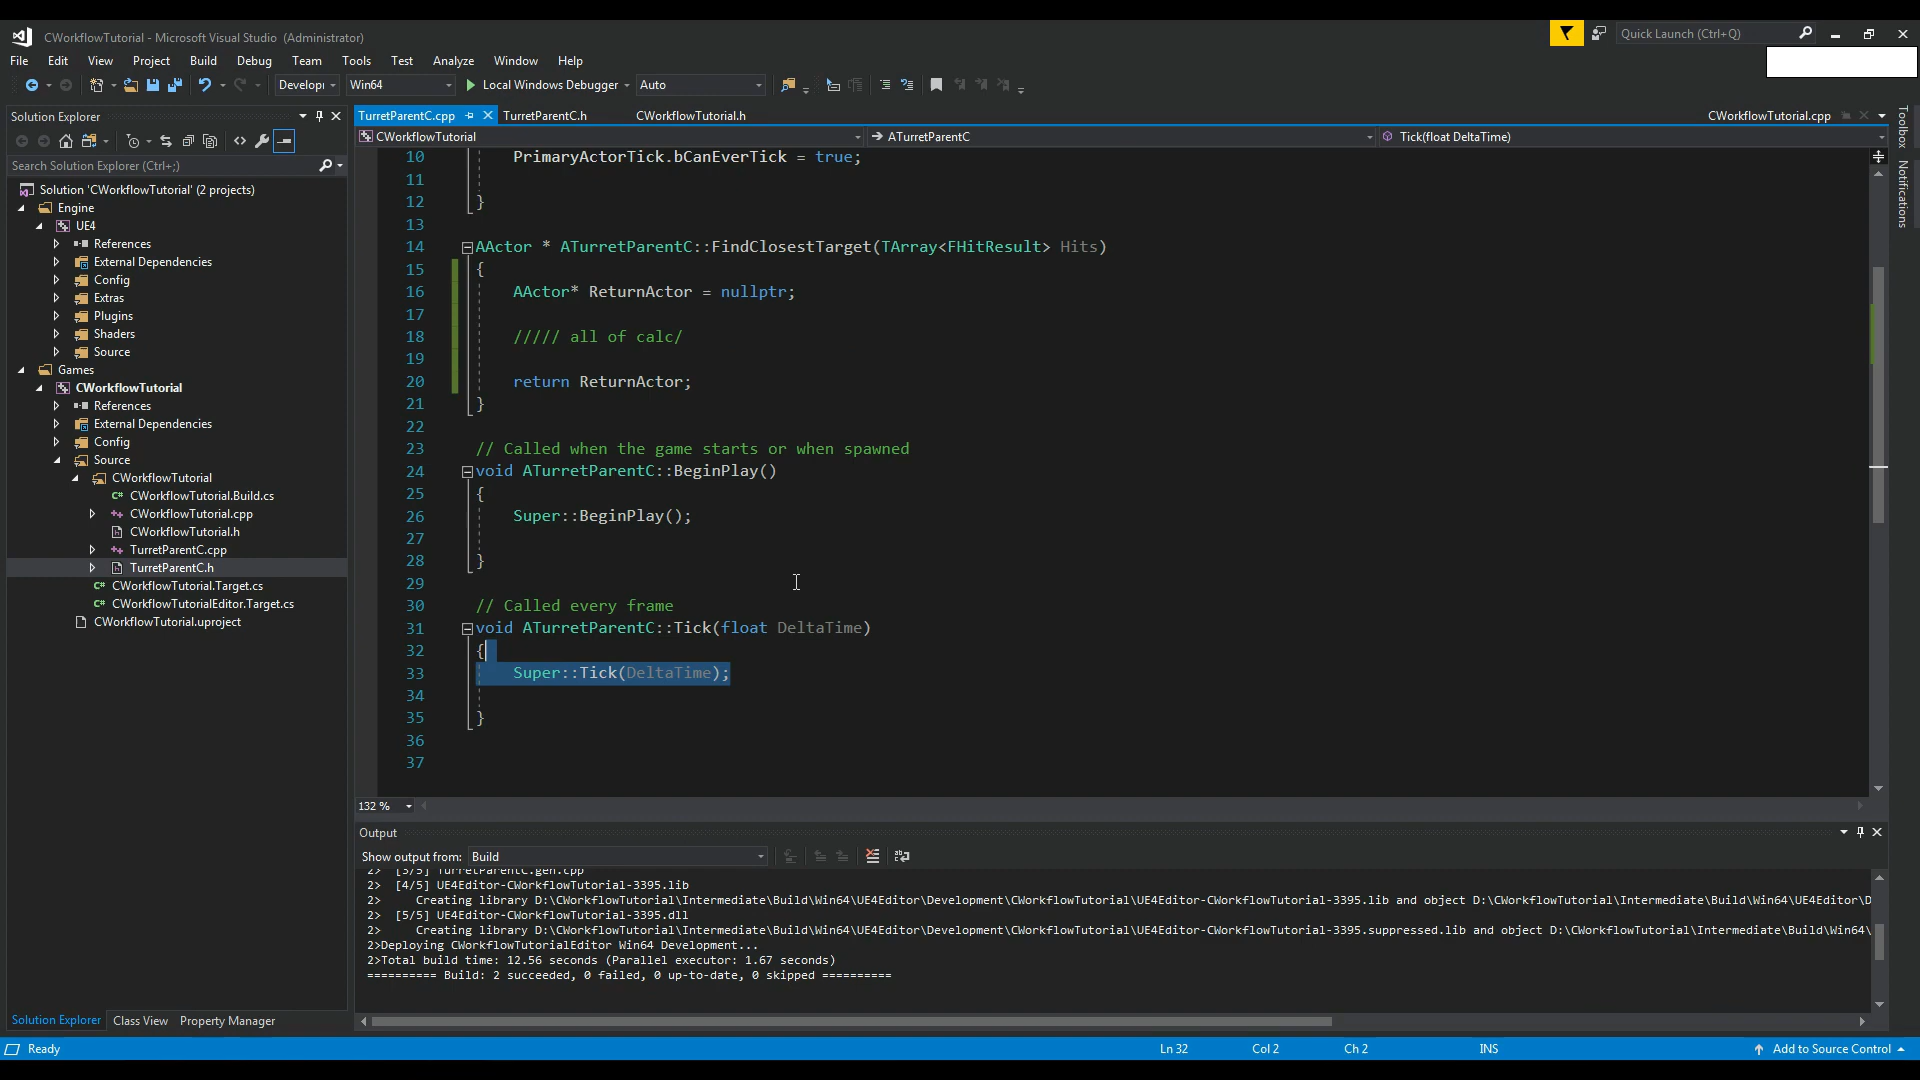 CWorkflowTutorial - Microsoft Visual Studio (Administrator)
Quick Launch (Ctrl+Q)
File Edit View Project Build Debug Team Tools Test Analyze Window Help
Developı Win64 Local Windows Debugger Auto
Solution Explorer
Search Solution Explorer (Ctrl+;)
Solution 'CWorkflowTutorial' (2 projects)
Engine
UE4
References
External Dependencies
Config
Extras
Plugins
Shaders
Source
Games
CWorkflowTutorial
References
External Dependencies
Config
Source
CWorkflowTutorial
C# CWorkflowTutorial.Build.cs
CWorkflowTutorial.cpp
CWorkflowTutorial.h
TurretParentC.cpp
TurretParentC.h
C# CWorkflowTutorial.Target.cs
C# CWorkflowTutorialEditor.Target.cs
CWorkflowTutorial.uproject
Solution Explorer Class View Property Manager
TurretParentC.cpp TurretParentC.h CWorkflowTutorial.h CWorkflowTutorial.cpp
CWorkflowTutorial ATurretParentC Tick(float DeltaTime)
10 PrimaryActorTick.bCanEverTick = true;
11
12 }
13
14 AActor * ATurretParentC::FindClosestTarget(TArray<FHitResult> Hits)
15 {
16 AActor* ReturnActor = nullptr;
17
18 ///// all of calc/
19
20 return ReturnActor;
21 }
22
23 // Called when the game starts or when spawned
24 void ATurretParentC::BeginPlay()
25 {
26 Super::BeginPlay();
27
28 }
29
30 // Called every frame
31 void ATurretParentC::Tick(float DeltaTime)
32 {
33 Super::Tick(DeltaTime);
34
35 }
36
37
132 %
Toolbox
Notifications
Output
Show output from: Build
2> [3/5] TurretParentC.gen.cpp
2> [4/5] UE4Editor-CWorkflowTutorial-3395.lib
2> Creating library D:\CWorkflowTutorial\Intermediate\Build\Win64\UE4Editor\Development\CWorkflowTutorial\UE4Editor-CWorkflowTutorial-3395.lib and object D:\CWorkflowTutorial\Intermediate\Build\Win64\UE4Editor\D
2> [5/5] UE4Editor-CWorkflowTutorial-3395.dll
2> Creating library D:\CWorkflowTutorial\Intermediate\Build\Win64\UE4Editor\Development\CWorkflowTutorial\UE4Editor-CWorkflowTutorial-3395.suppressed.lib and object D:\CWorkflowTutorial\Intermediate\Build\Win64\
2>Deploying CWorkflowTutorialEditor Win64 Development...
2>Total build time: 12.56 seconds (Parallel executor: 1.67 seconds)
========== Build: 2 succeeded, 0 failed, 0 up-to-date, 0 skipped ==========
Ready Ln 32 Col 2 Ch 2 INS Add to Source Control